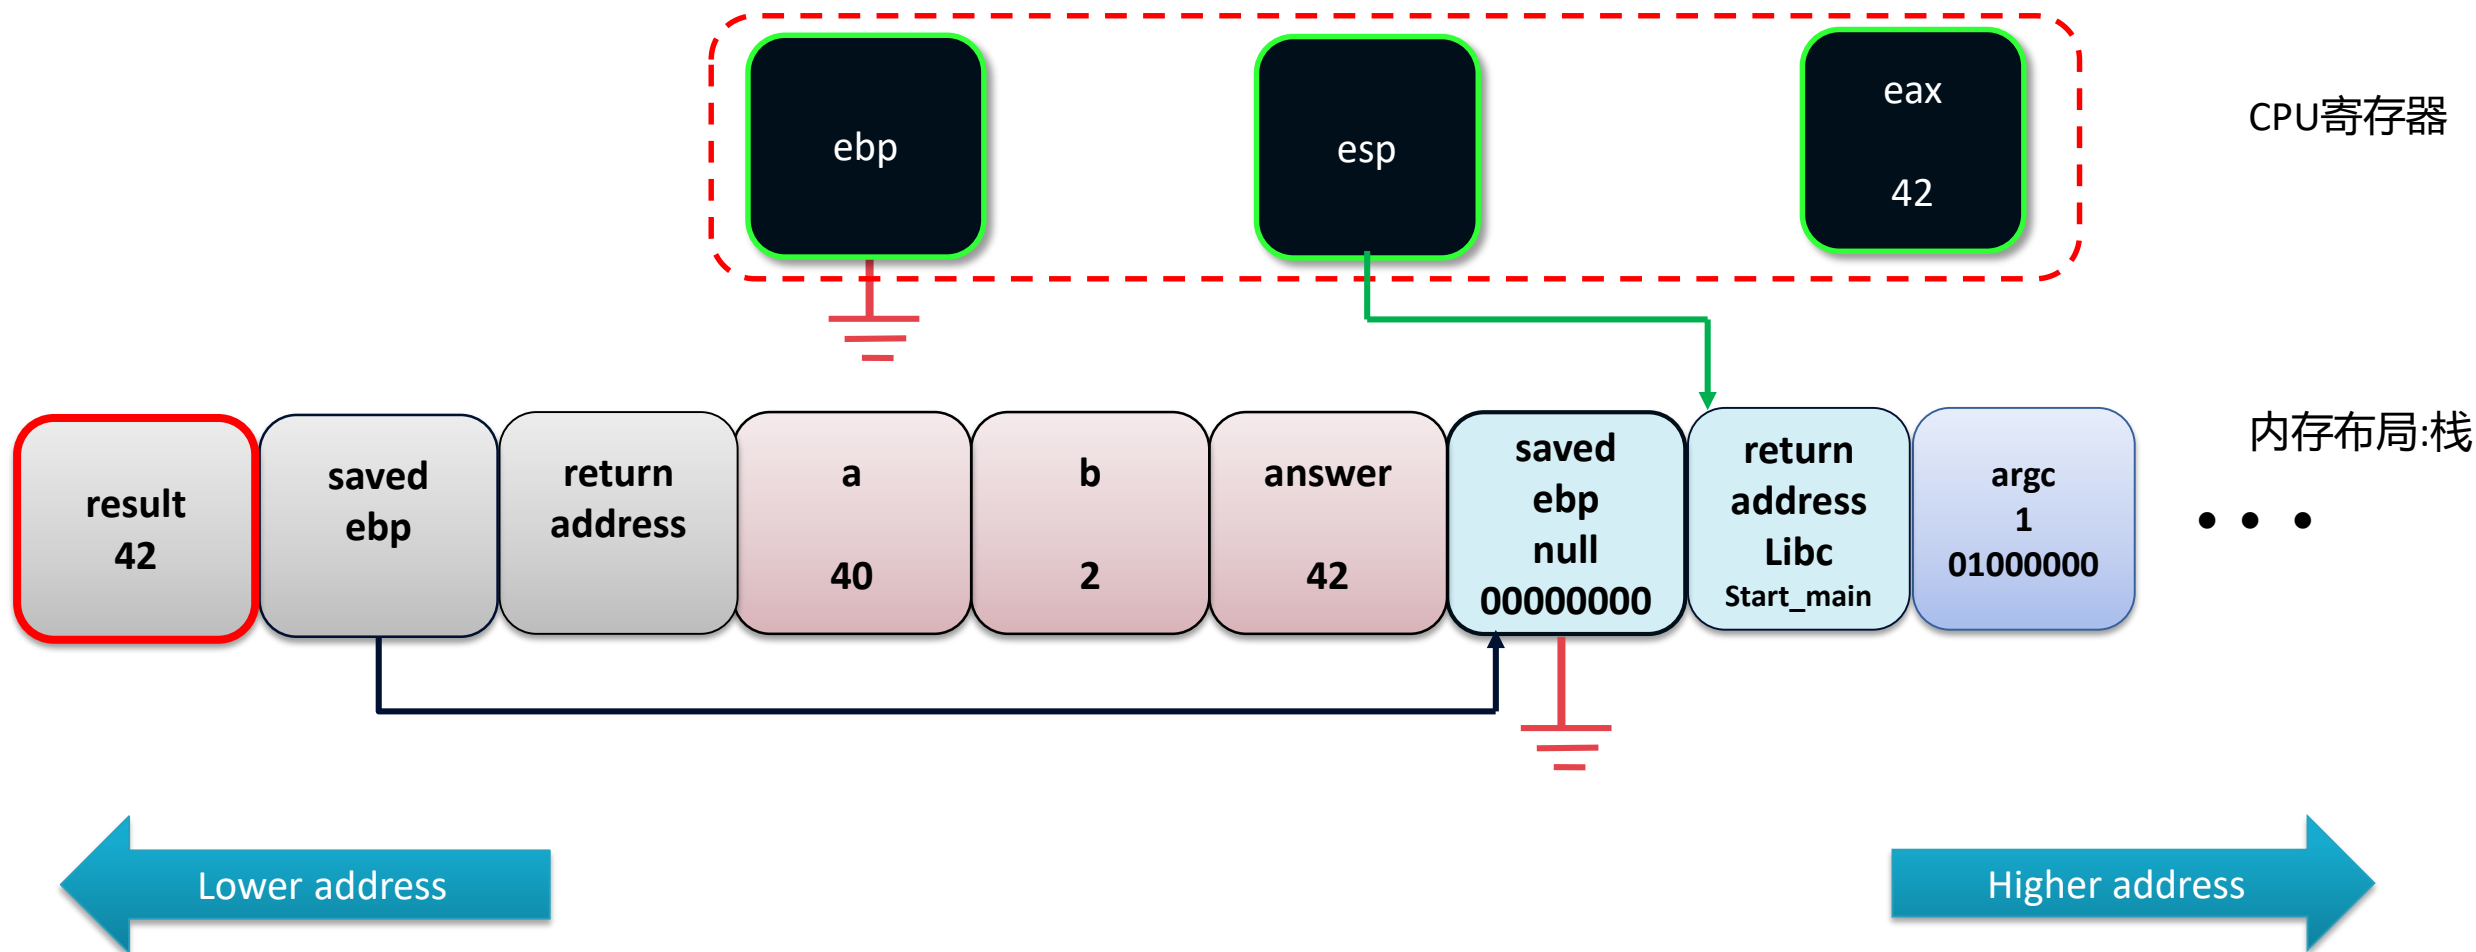 ebp
esp
eax
42
CPU寄存器
内存布局:栈
result
42
saved
ebp
return
address
a
40
b
2
answer
42
saved
ebp
null
00000000
return
address
Libc
Start_main
argc
1
01000000
• • •
Lower address
Higher address